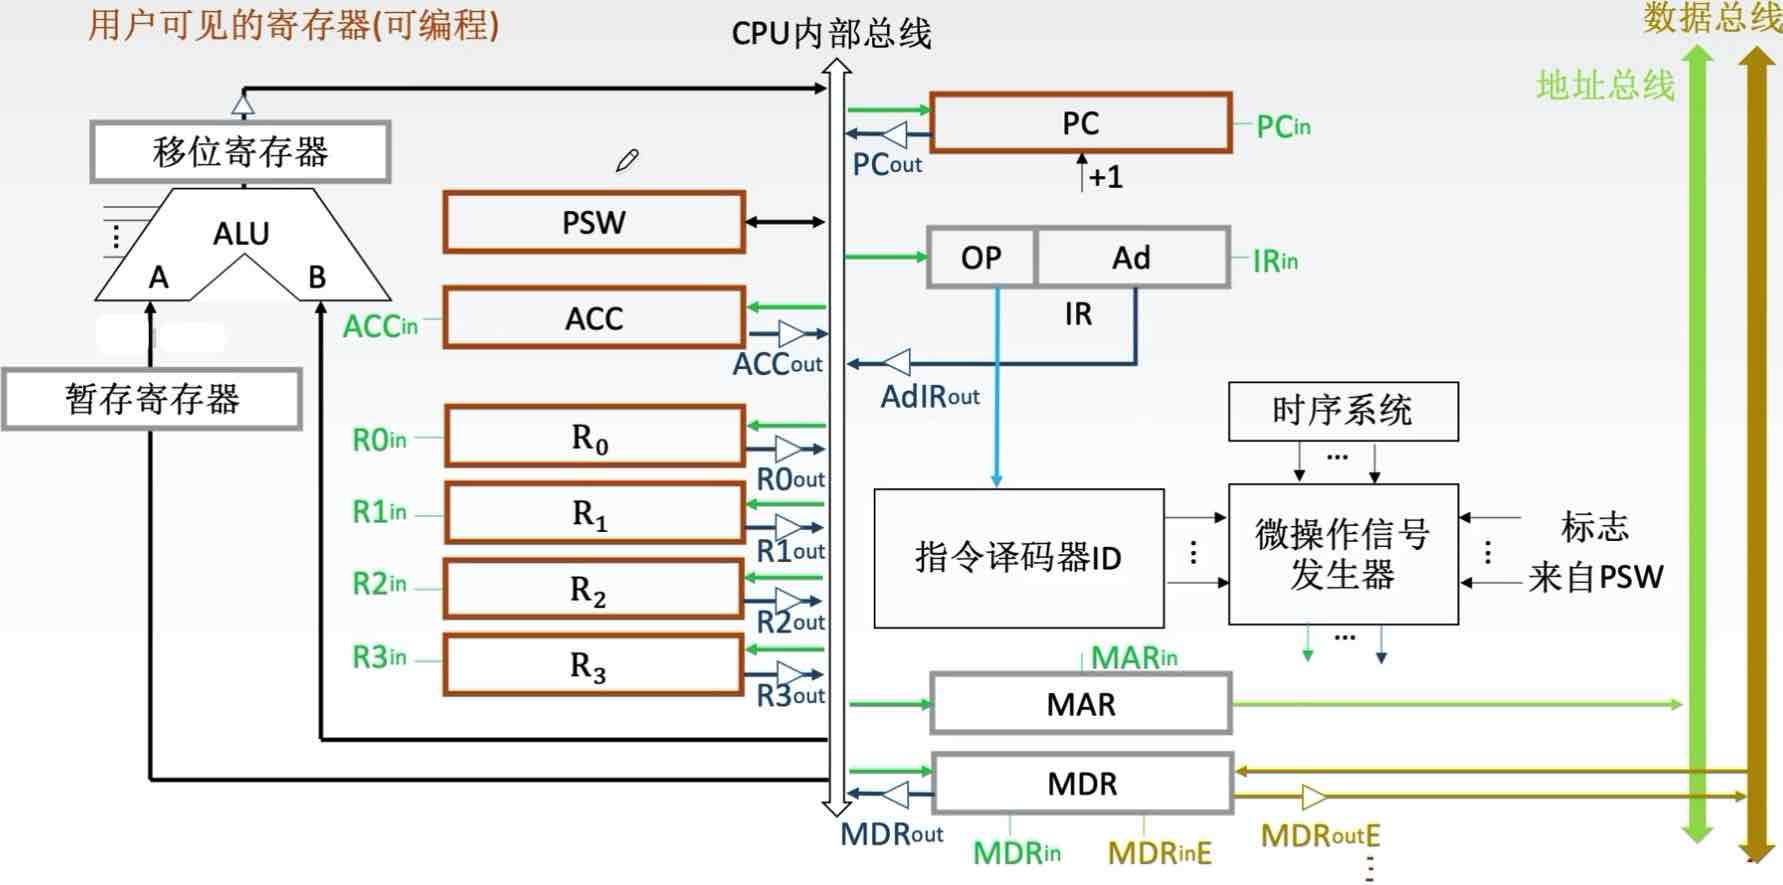 用户可见的寄存器(可编程)
CPU内部总线
数据总线
地址总线
移位寄存器
ALU
A
B
暂存寄存器
PSW
ACCin
ACC
ACCout
R0in
R₀
R0out
R1in
R₁
R1out
R2in
R₂
R2out
R3in
R₃
R3out
PC
PCin
PCout
+1
OP
Ad
IRin
IR
AdIRout
时序系统
...
指令译码器ID
⋮
微操作信号
发生器
⋮
标志
来自PSW
...
MARin
MAR
MDR
MDRout
MDRin
MDRinE
MDRoutE